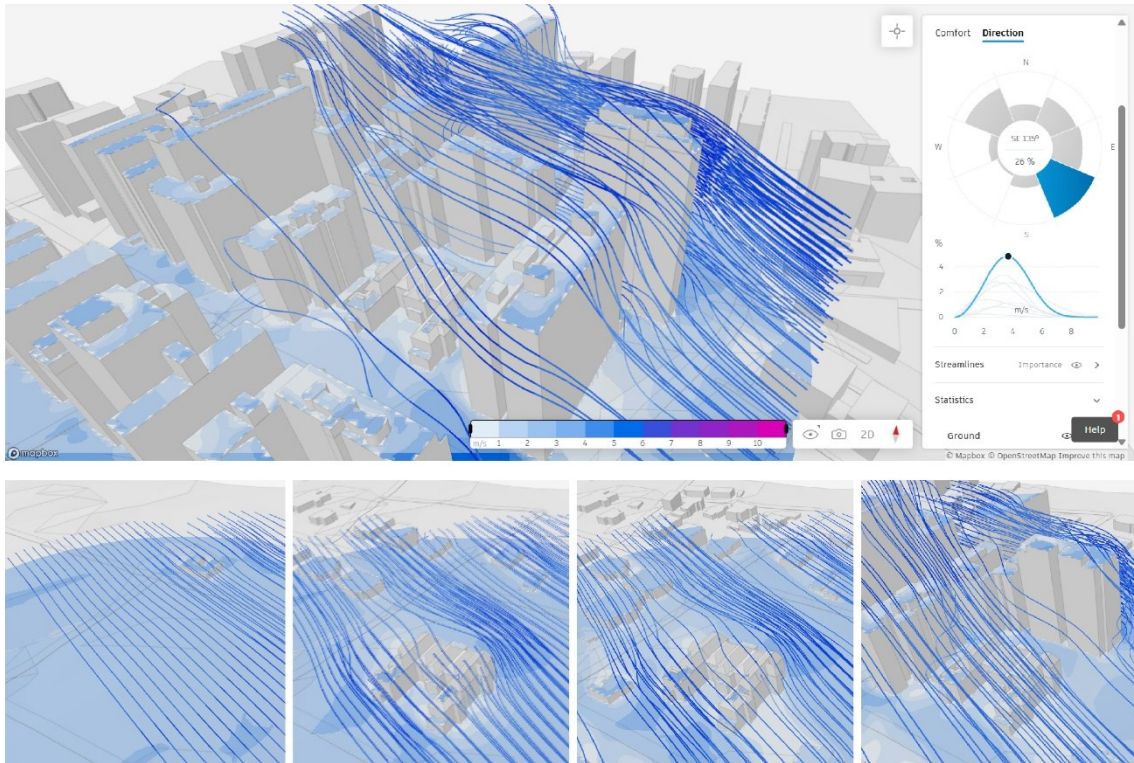 Comfort Direction
N
W
E
SE 135º
26 %
S
%
4
2
0
m/s
0 2 4 6 8
Streamlines Importance
Statistics
Ground
1
Help
m/s 1 2 3 4 5 6 7 8 9 10
2D
mapbox
© Mapbox © OpenStreetMap Improve this map